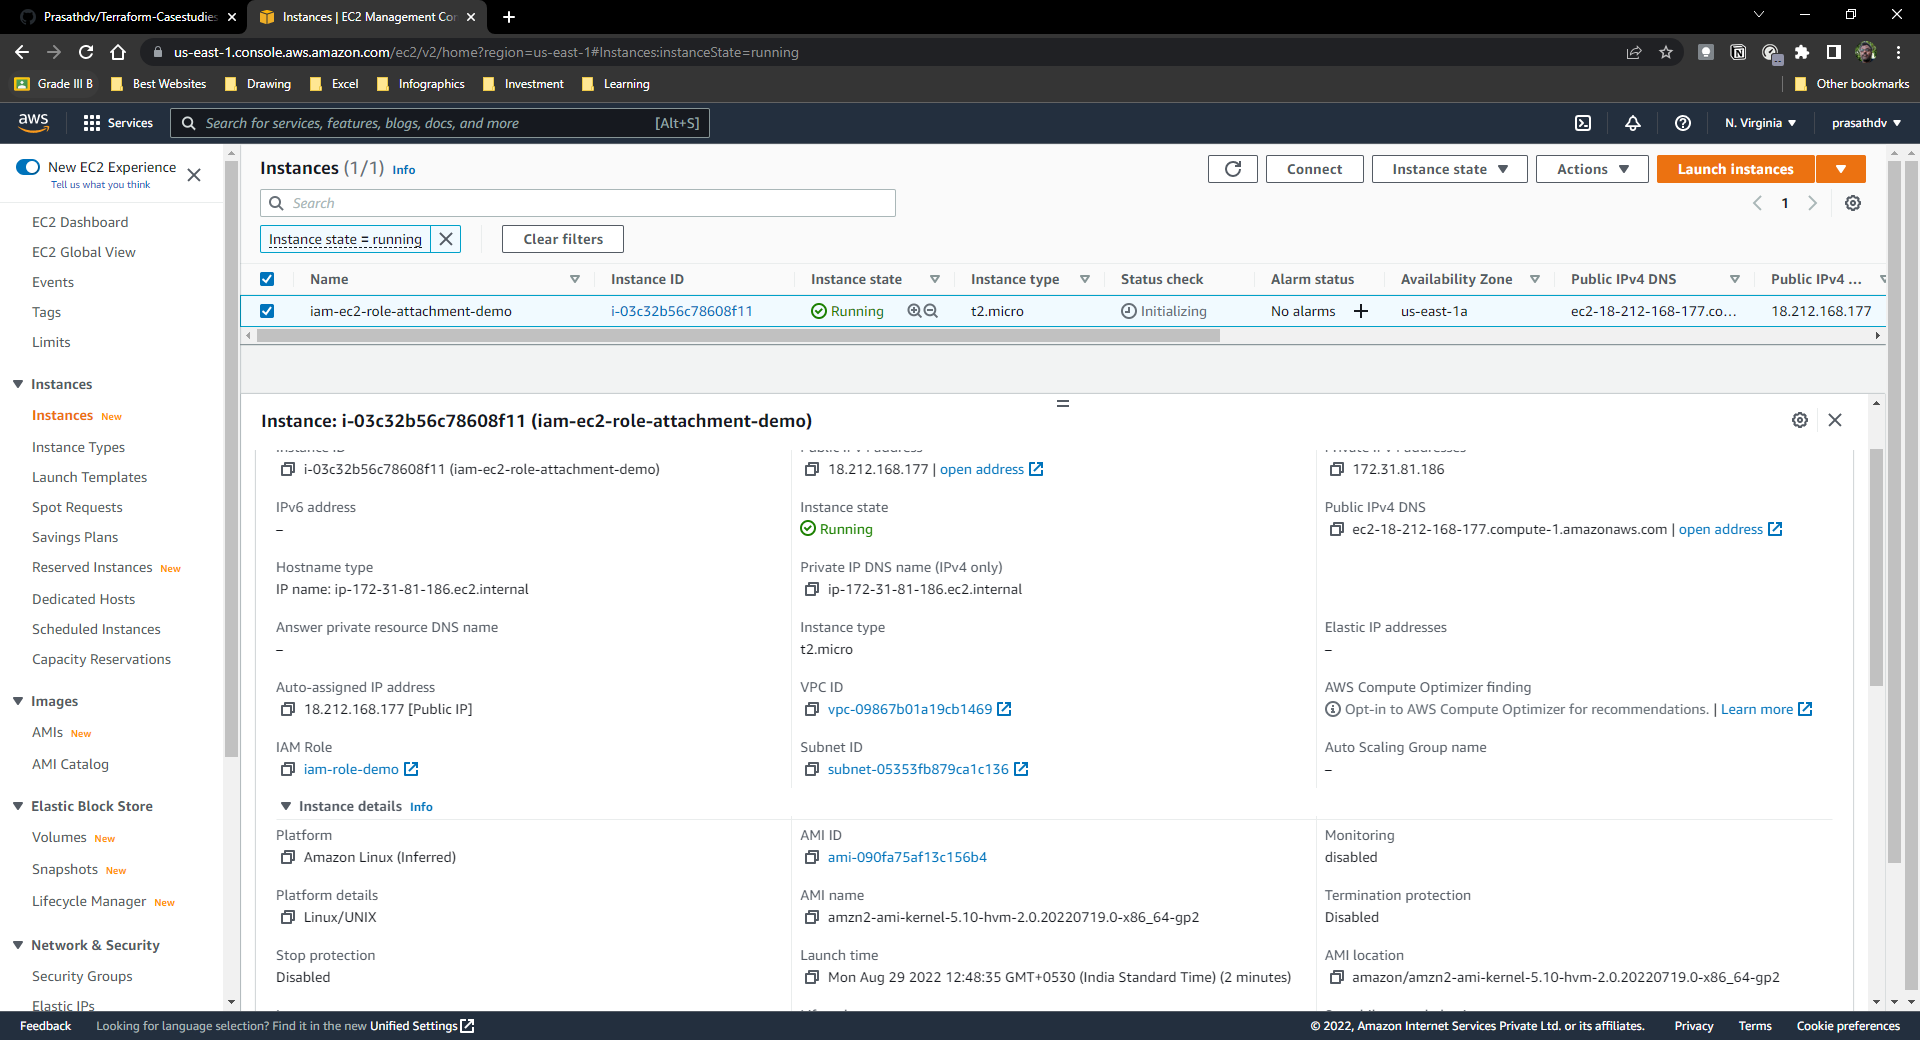 Prasathdv/Terraform-Casestudies
Instances | EC2 Management Con
us-east-1.console.aws.amazon.com/ec2/v2/home?region=us-east-1#Instances:instanceState=running
Grade III B
Best Websites
Drawing
Excel
Infographics
Investment
Learning
Other bookmarks
aws
Services
Search for services, features, blogs, docs, and more
[Alt+S]
N. Virginia
prasathdv
New EC2 Experience
Tell us what you think
EC2 Dashboard
EC2 Global View
Events
Tags
Limits
Instances
Instances New
Instance Types
Launch Templates
Spot Requests
Savings Plans
Reserved Instances New
Dedicated Hosts
Scheduled Instances
Capacity Reservations
Images
AMIs New
AMI Catalog
Elastic Block Store
Volumes New
Snapshots New
Lifecycle Manager New
Network & Security
Security Groups
Elastic IPs
Instances (1/1) Info
Connect
Instance state
Actions
Launch instances
Search
1
Instance state = running
Clear filters
Name
Instance ID
Instance state
Instance type
Status check
Alarm status
Availability Zone
Public IPv4 DNS
Public IPv4 ...
iam-ec2-role-attachment-demo
i-03c32b56c78608f11
Running
t2.micro
Initializing
No alarms
us-east-1a
ec2-18-212-168-177.co...
18.212.168.177
Instance: i-03c32b56c78608f11 (iam-ec2-role-attachment-demo)
Instance ID
Public IPv4 address
Private IPv4 addresses
i-03c32b56c78608f11 (iam-ec2-role-attachment-demo)
18.212.168.177 | open address
172.31.81.186
IPv6 address
Instance state
Public IPv4 DNS
–
Running
ec2-18-212-168-177.compute-1.amazonaws.com | open address
Hostname type
Private IP DNS name (IPv4 only)
IP name: ip-172-31-81-186.ec2.internal
ip-172-31-81-186.ec2.internal
Answer private resource DNS name
Instance type
Elastic IP addresses
–
t2.micro
–
Auto-assigned IP address
VPC ID
AWS Compute Optimizer finding
18.212.168.177 [Public IP]
vpc-09867b01a19cb1469
Opt-in to AWS Compute Optimizer for recommendations. | Learn more
IAM Role
Subnet ID
Auto Scaling Group name
iam-role-demo
subnet-05353fb879ca1c136
–
Instance details Info
Platform
AMI ID
Monitoring
Amazon Linux (Inferred)
ami-090fa75af13c156b4
disabled
Platform details
AMI name
Termination protection
Linux/UNIX
amzn2-ami-kernel-5.10-hvm-2.0.20220719.0-x86_64-gp2
Disabled
Stop protection
Launch time
AMI location
Disabled
Mon Aug 29 2022 12:48:35 GMT+0530 (India Standard Time) (2 minutes)
amazon/amzn2-ami-kernel-5.10-hvm-2.0.20220719.0-x86_64-gp2
Feedback
Looking for language selection? Find it in the new Unified Settings
© 2022, Amazon Internet Services Private Ltd. or its affiliates.
Privacy
Terms
Cookie preferences